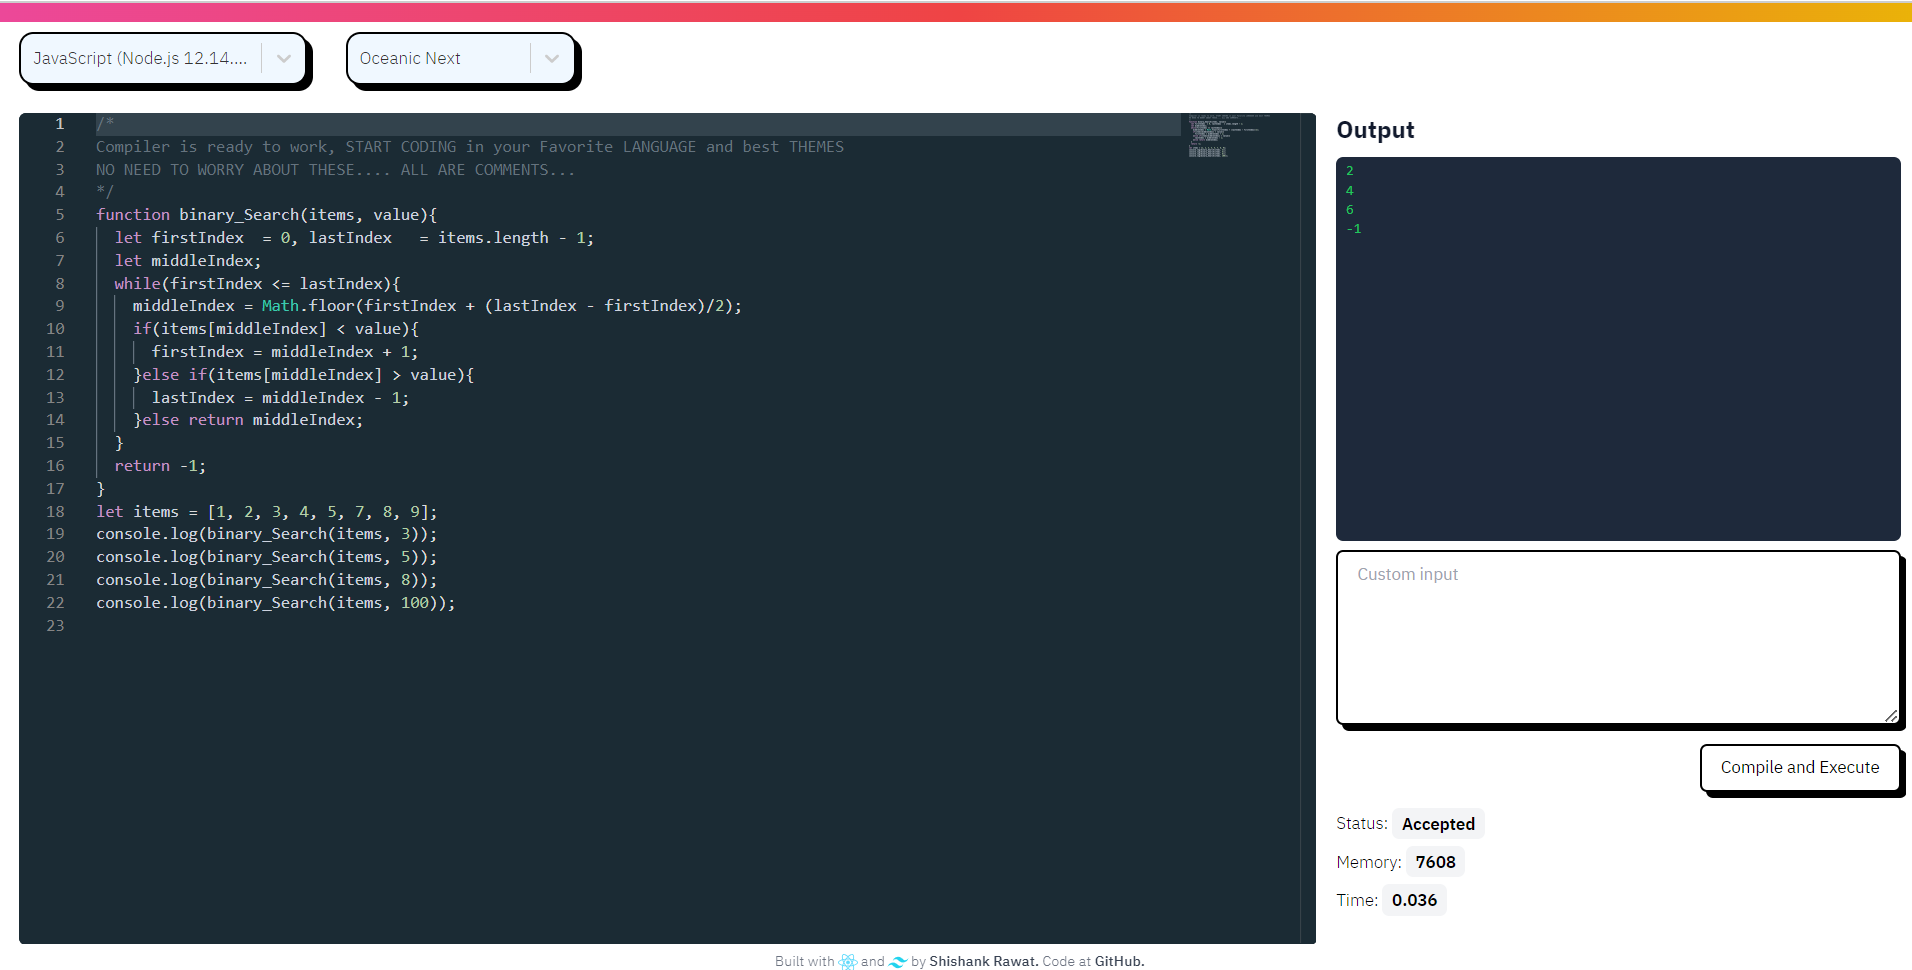 JavaScript (Node.js 12.14....
Oceanic Next
1 /*
2 Compiler is ready to work, START CODING in your Favorite LANGUAGE and best THEMES
3 NO NEED TO WORRY ABOUT THESE.... ALL ARE COMMENTS...
4 */
5 function binary_Search(items, value){
6   let firstIndex  = 0, lastIndex   = items.length - 1;
7   let middleIndex;
8   while(firstIndex <= lastIndex){
9     middleIndex = Math.floor(firstIndex + (lastIndex - firstIndex)/2);
10     if(items[middleIndex] < value){
11       firstIndex = middleIndex + 1;
12     }else if(items[middleIndex] > value){
13       lastIndex = middleIndex - 1;
14     }else return middleIndex;
15   }
16   return -1;
17 }
18 let items = [1, 2, 3, 4, 5, 7, 8, 9];
19 console.log(binary_Search(items, 3));
20 console.log(binary_Search(items, 5));
21 console.log(binary_Search(items, 8));
22 console.log(binary_Search(items, 100));
23
Output
2
4
6
-1
Custom input
Compile and Execute
Status: Accepted
Memory: 7608
Time: 0.036
Built with and by Shishank Rawat. Code at GitHub.